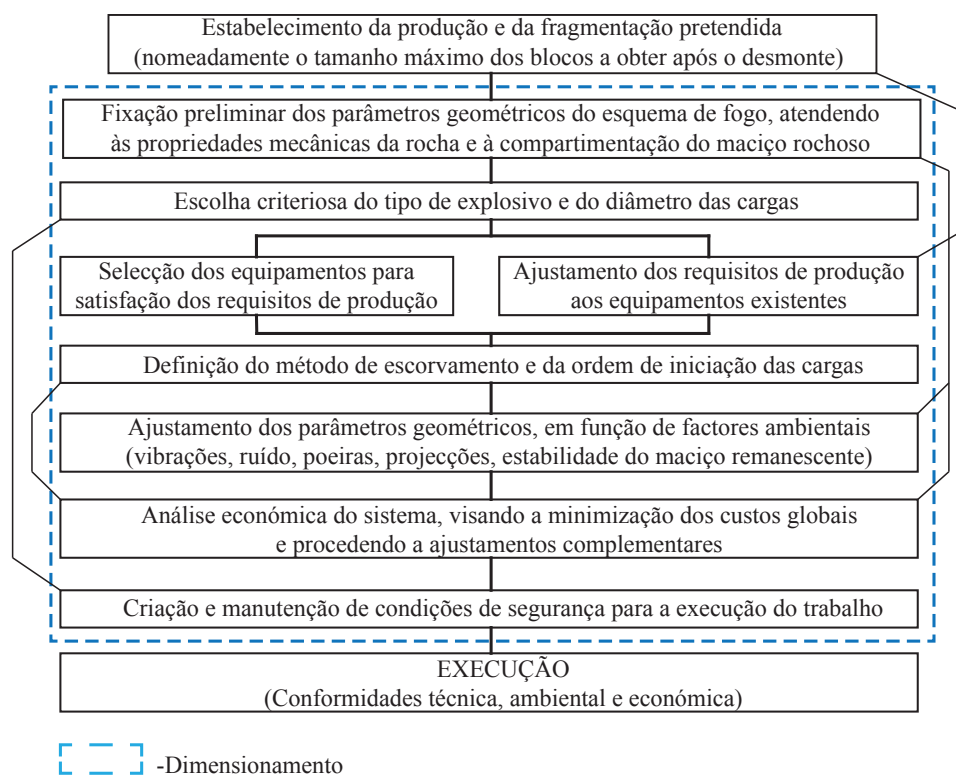 Estabelecimento da produção e da fragmentação pretendida
(nomeadamente o tamanho máximo dos blocos a obter após o desmonte)
Fixação preliminar dos parâmetros geométricos do esquema de fogo, atendendo
às propriedades mecânicas da rocha e à compartimentação do maciço rochoso
Escolha criteriosa do tipo de explosivo e do diâmetro das cargas
Selecção dos equipamentos para
satisfação dos requisitos de produção
Ajustamento dos requisitos de produção
aos equipamentos existentes
Definição do método de escorvamento e da ordem de iniciação das cargas
Ajustamento dos parâmetros geométricos, em função de factores ambientais
(vibrações, ruído, poeiras, projecções, estabilidade do maciço remanescente)
Análise económica do sistema, visando a minimização dos custos globais
e procedendo a ajustamentos complementares
Criação e manutenção de condições de segurança para a execução do trabalho
EXECUÇÃO
(Conformidades técnica, ambiental e económica)
-Dimensionamento